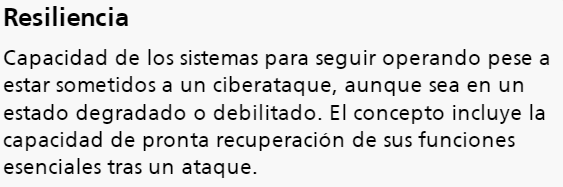 Resiliencia
Capacidad de los sistemas para seguir operando pese a
estar sometidos a un ciberataque, aunque sea en un
estado degradado o debilitado. El concepto incluye la
capacidad de pronta recuperación de sus funciones
esenciales tras un ataque.